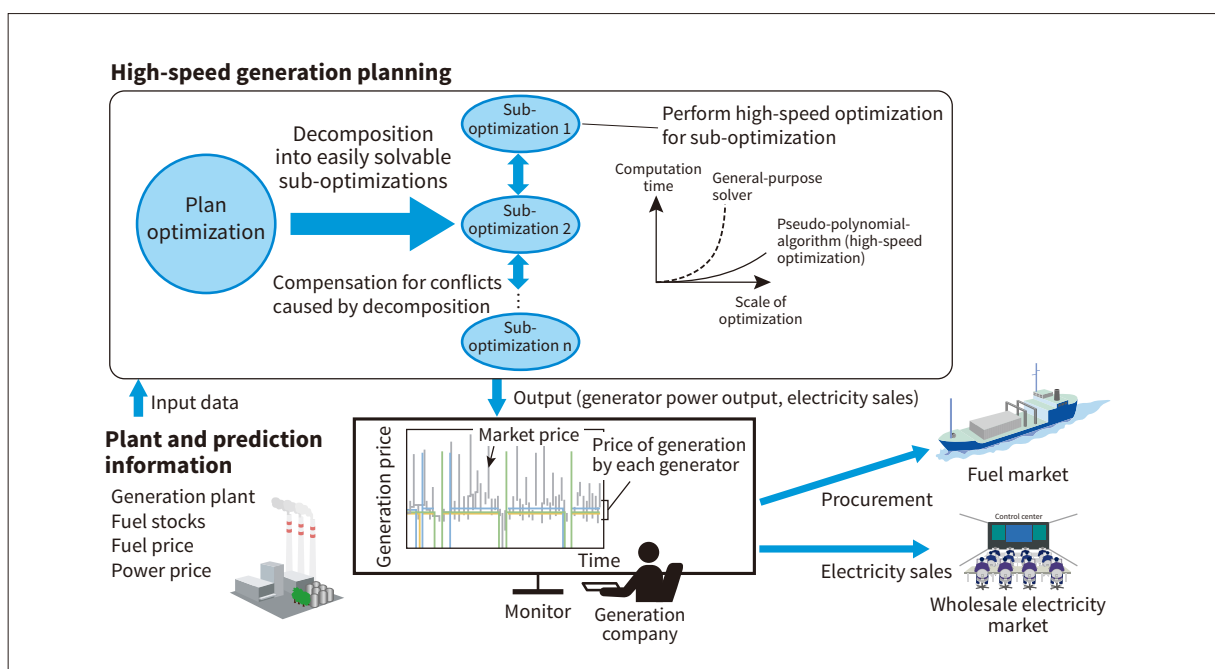 High-speed generation planning
Plan
optimization
Decomposition
into easily solvable
sub-optimizations
Compensation for conflicts
caused by decomposition
Sub-
optimization 1
Sub-
optimization 2
Sub-
optimization n
Perform high-speed optimization
for sub-optimization
Computation
time
General-purpose
solver
Pseudo-polynomial-
algorithm (high-speed
optimization)
Scale of
optimization
Input data
Output (generator power output, electricity sales)
Plant and prediction
information
Generation plant
Fuel stocks
Fuel price
Power price
Generation price
Market price
Price of generation
by each generator
Time
Monitor
Generation
company
Procurement
Fuel market
Electricity sales
Control center
Wholesale electricity
market